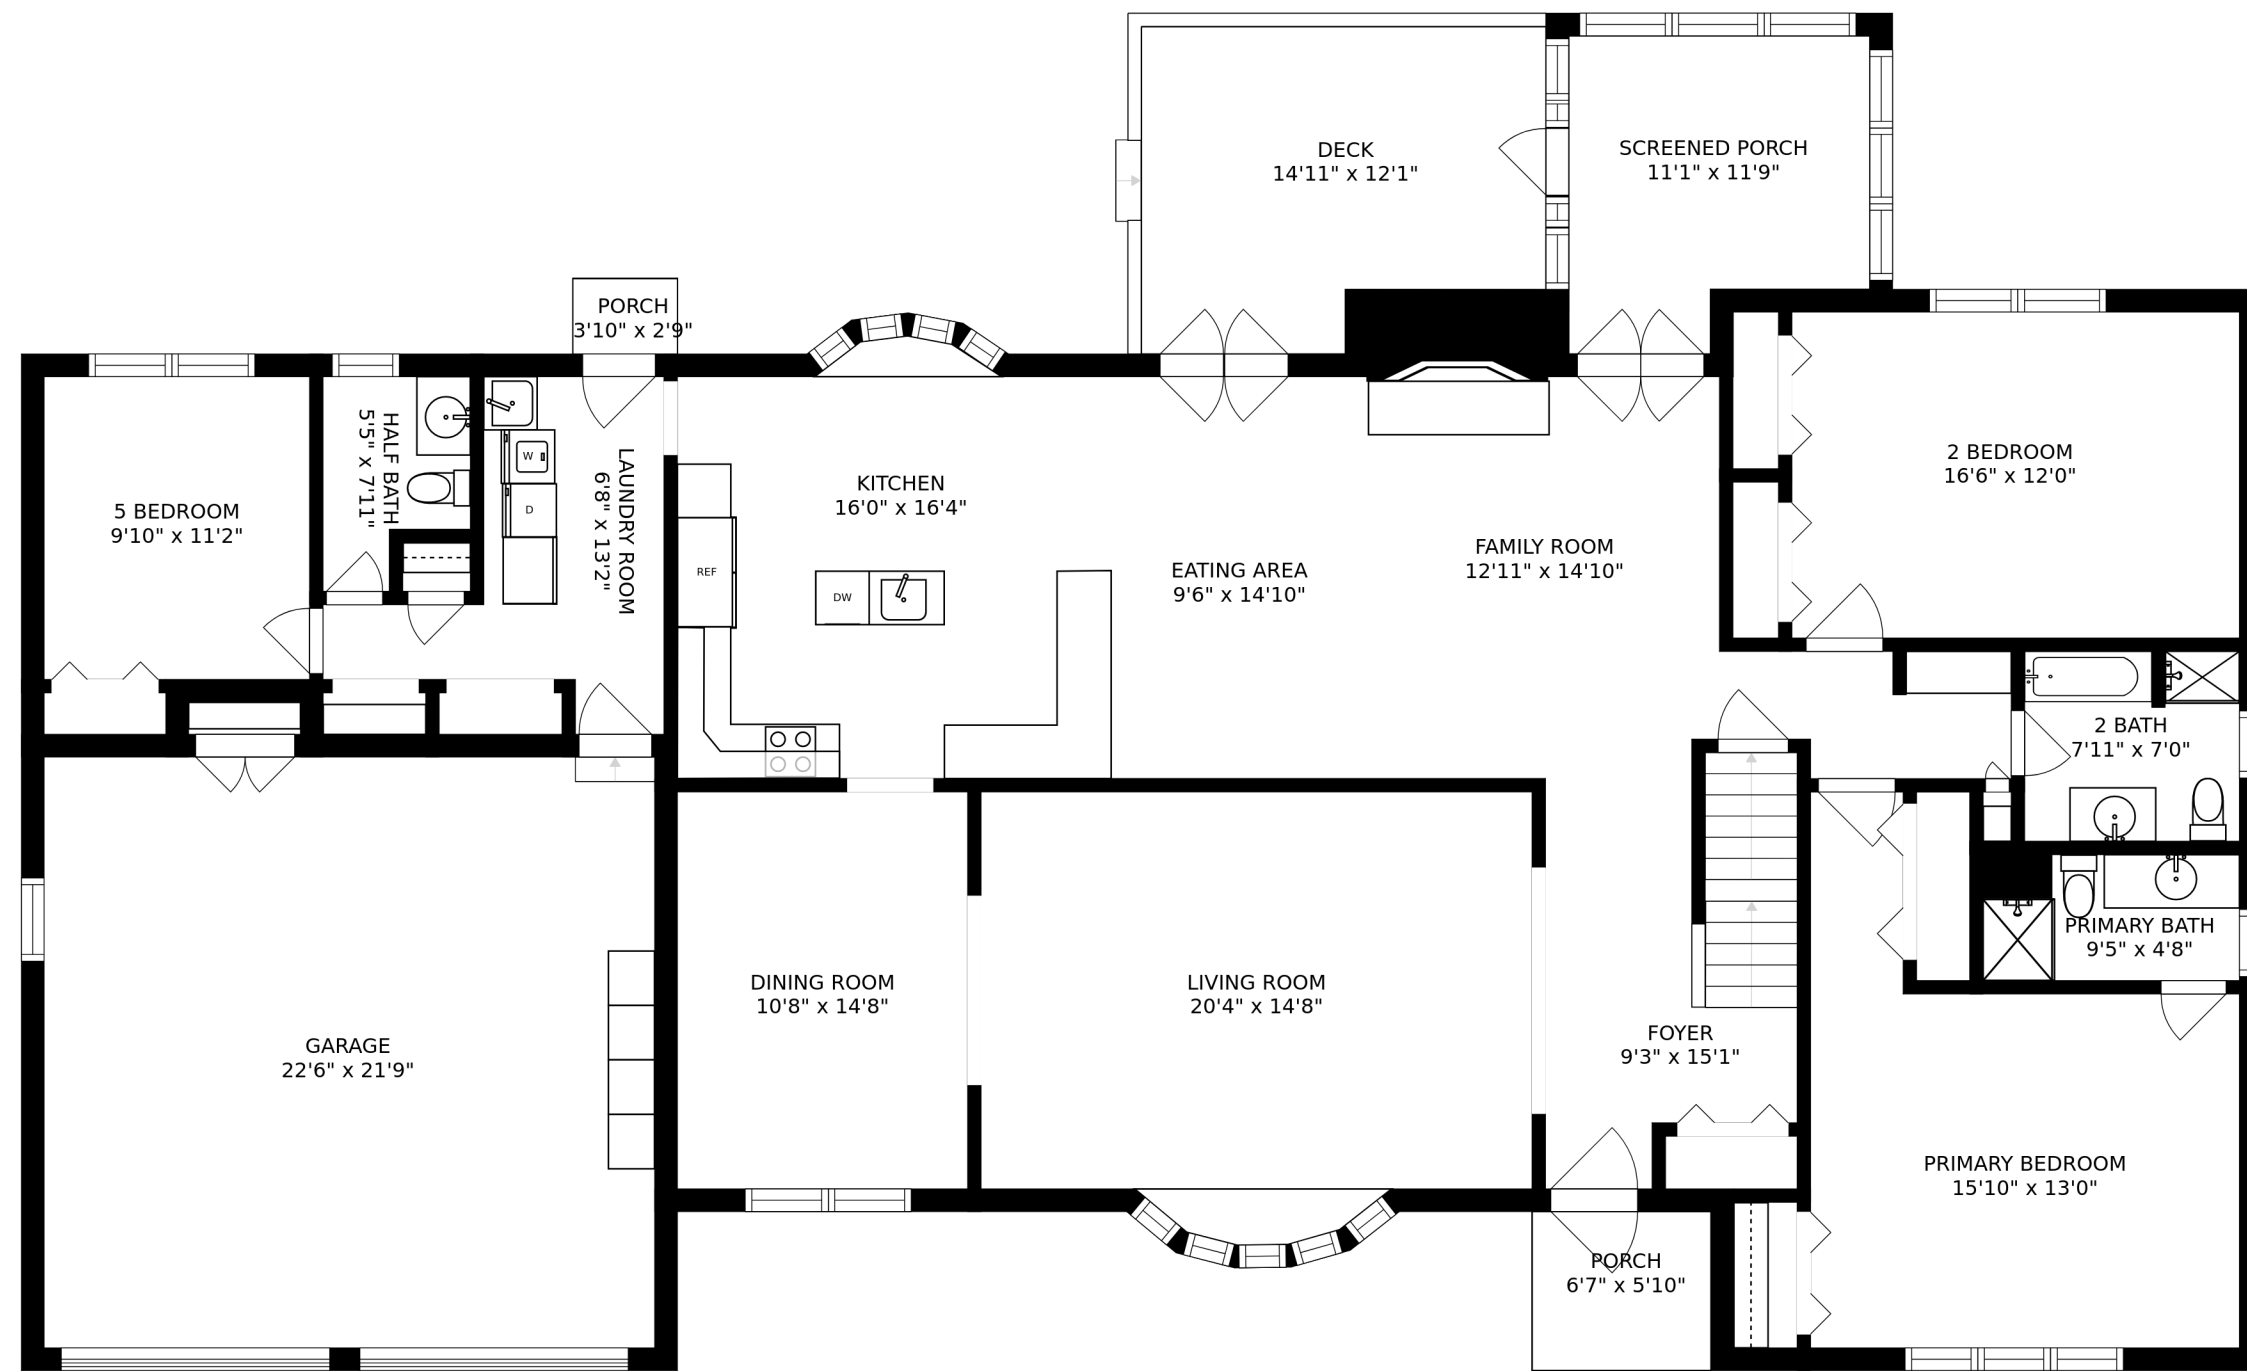 DECK
14'11" x 12'1"
SCREENED PORCH
11'1" x 11'9"
PORCH
3'10" x 2'9"
HALF BATH
5'5" x 7'11"
LAUNDRY ROOM
6'8" x 13'2"
W
D
5 BEDROOM
9'10" x 11'2"
KITCHEN
16'0" x 16'4"
REF
DW
EATING AREA
9'6" x 14'10"
FAMILY ROOM
12'11" x 14'10"
2 BEDROOM
16'6" x 12'0"
2 BATH
7'11" x 7'0"
PRIMARY BATH
9'5" x 4'8"
DINING ROOM
10'8" x 14'8"
LIVING ROOM
20'4" x 14'8"
FOYER
9'3" x 15'1"
GARAGE
22'6" x 21'9"
PRIMARY BEDROOM
15'10" x 13'0"
PORCH
6'7" x 5'10"